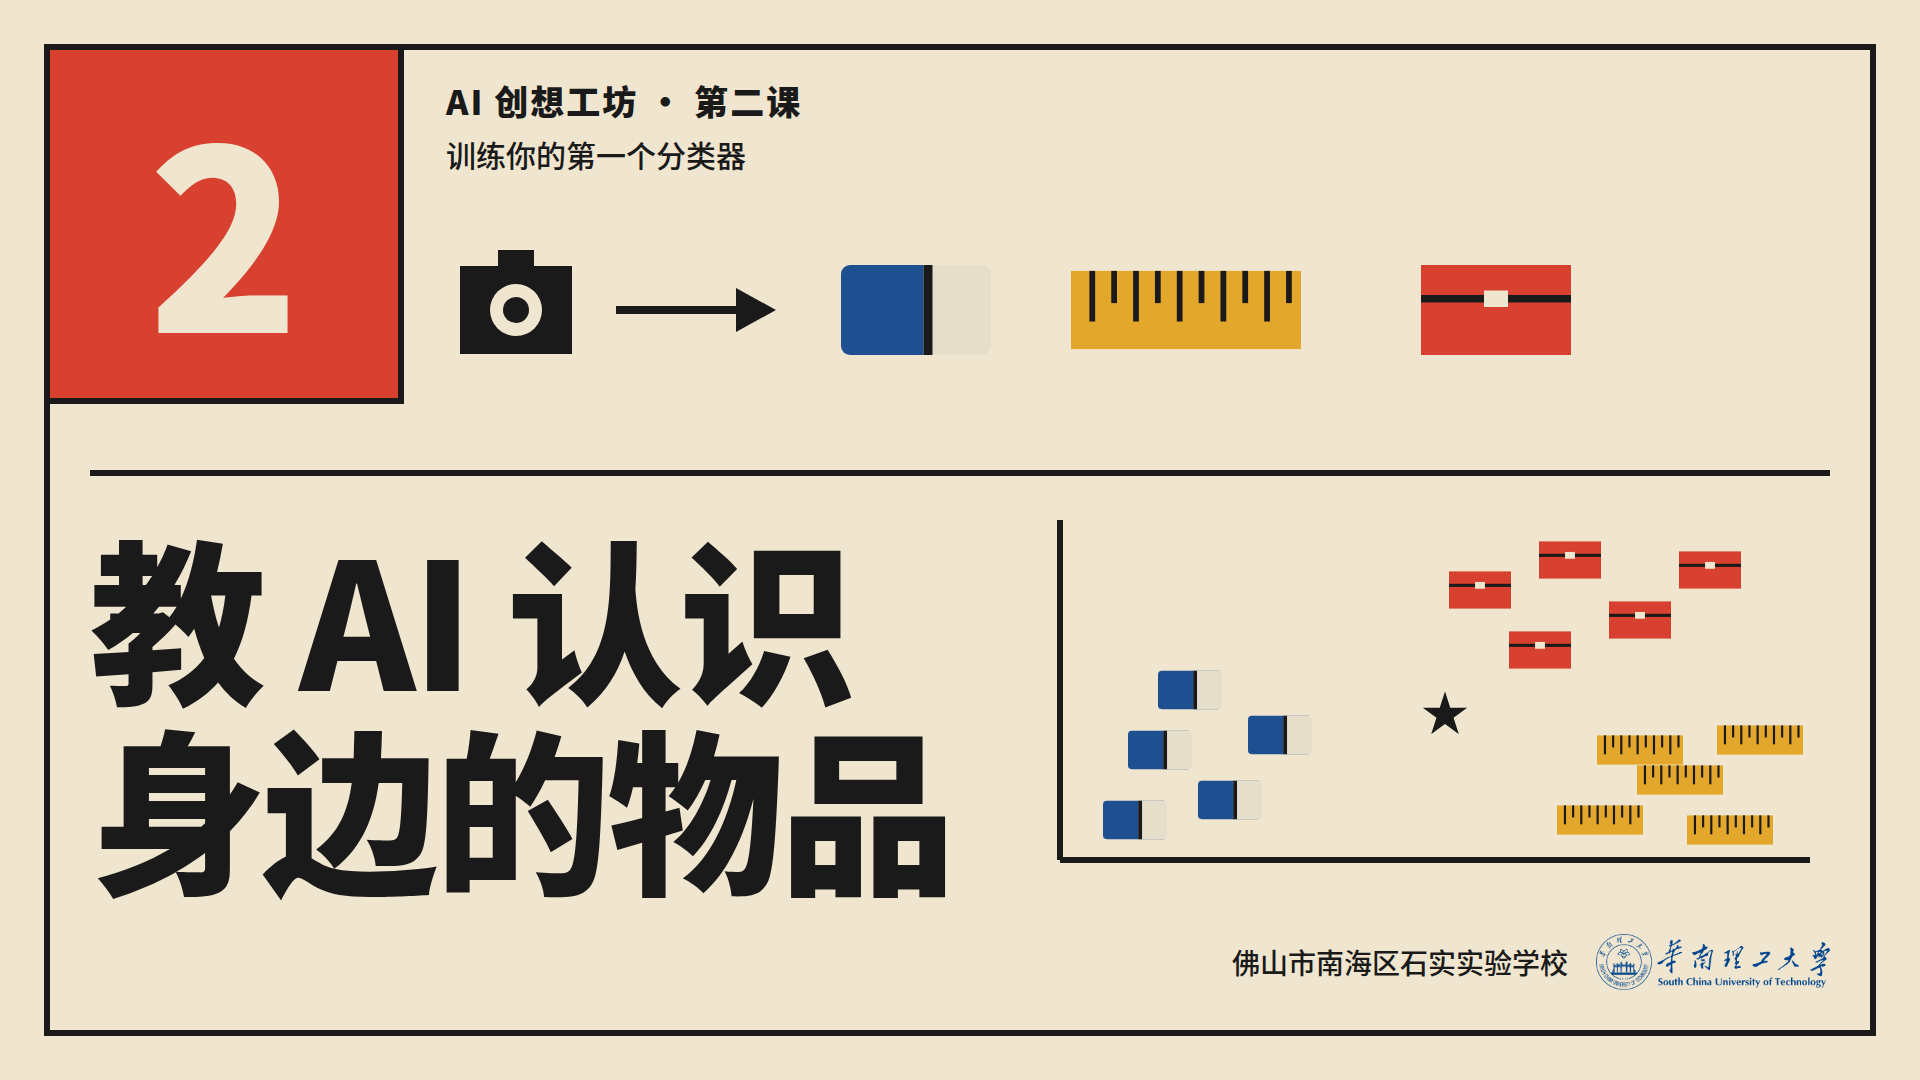 2
AI 创想工坊 · 第二课
训练你的第一个分类器
教 AI 认识
身边的物品
佛山市南海区石实实验学校
華南理工大學
South China University of Technology